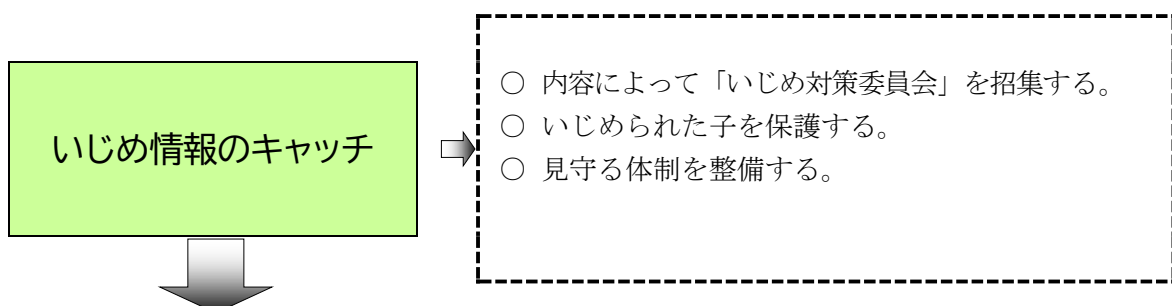 いじめ情報のキャッチ
○ 内容によって「いじめ対策委員会」を招集する。
○ いじめられた子を保護する。
○ 見守る体制を整備する。